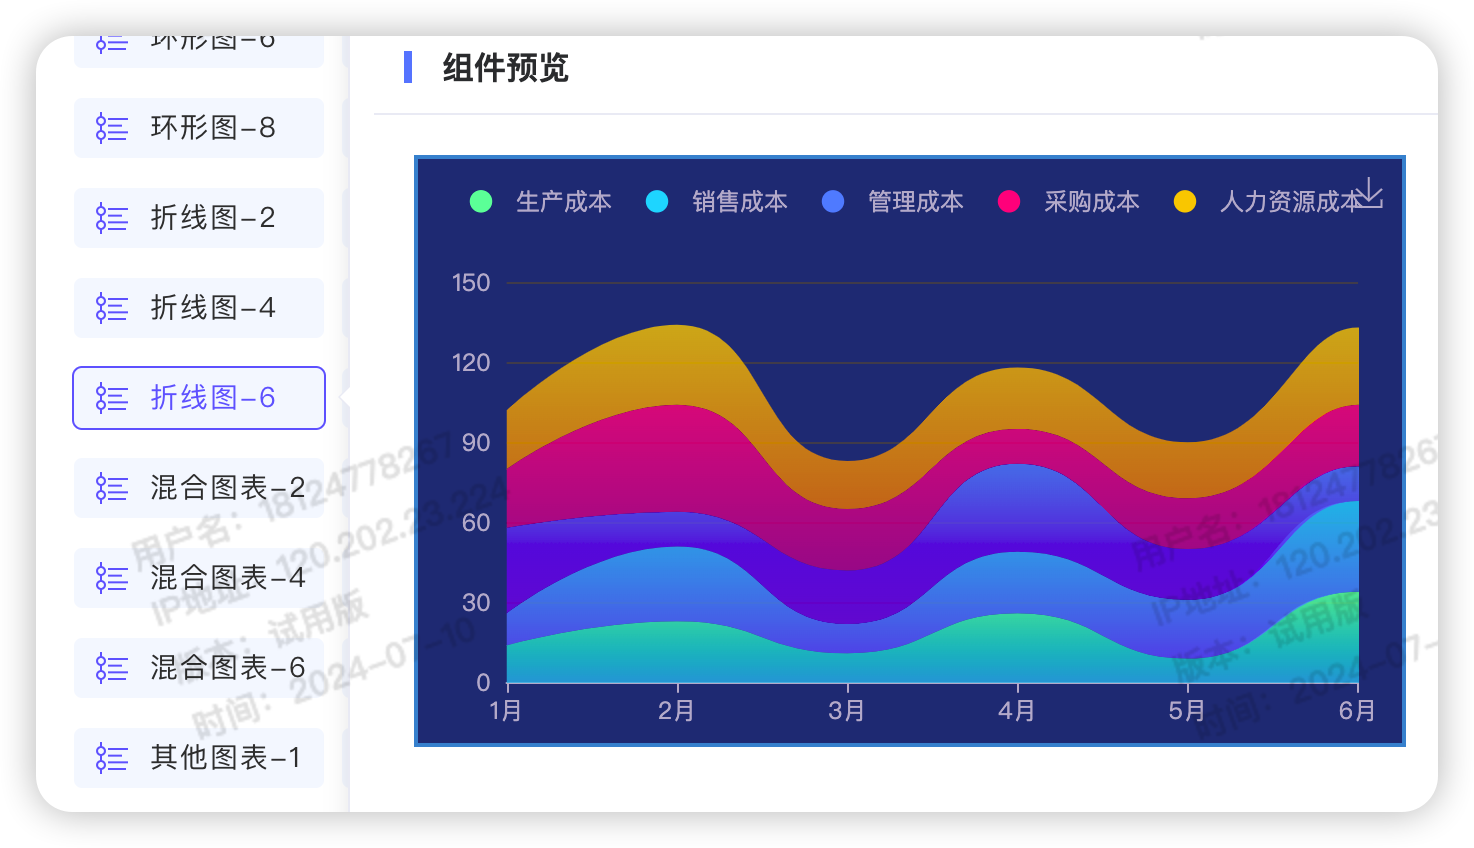 环形图-6
环形图-8
折线图-2
折线图-4
折线图-6
混合图表-2
混合图表-4
混合图表-6
其他图表-1
组件预览
生产成本 销售成本 管理成本 采购成本 人力资源成本
150
120
90
60
30
0
1月 2月 3月 4月 5月 6月
用户名：18124778267
IP地址：120.202.23.224
版本：试用版
时间：2024-07-10
用户名：18124778267
IP地址：120.202.23
版本：试用版
时间：2024-07-